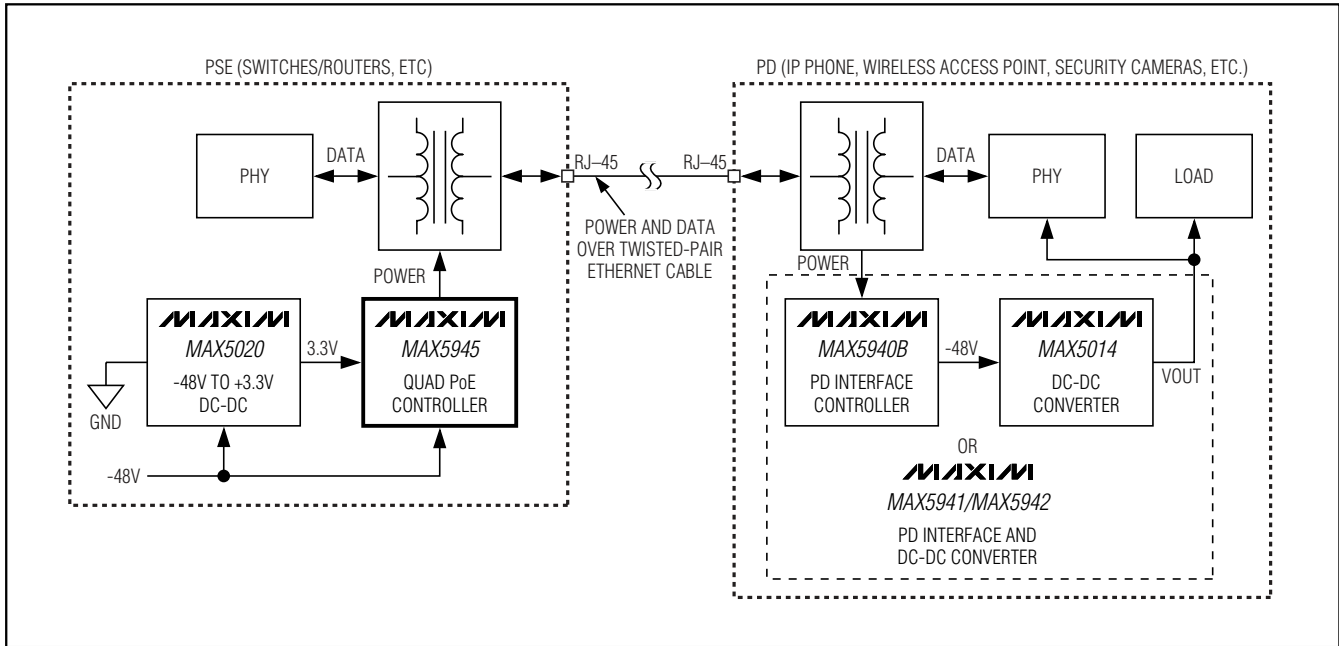 PSE (SWITCHES/ROUTERS, ETC)
PHY
DATA
RJ–45
POWER
MAXIM
MAX5020
-48V TO +3.3V
DC-DC
3.3V
MAXIM
MAX5945
QUAD PoE
CONTROLLER
GND
-48V
POWER AND DATA
OVER TWISTED-PAIR
ETHERNET CABLE
PD (IP PHONE, WIRELESS ACCESS POINT, SECURITY CAMERAS, ETC.)
RJ–45
DATA
PHY
LOAD
POWER
MAXIM
MAX5940B
PD INTERFACE
CONTROLLER
-48V
MAXIM
MAX5014
DC-DC
CONVERTER
VOUT
OR
MAXIM
MAX5941/MAX5942
PD INTERFACE AND
DC-DC CONVERTER